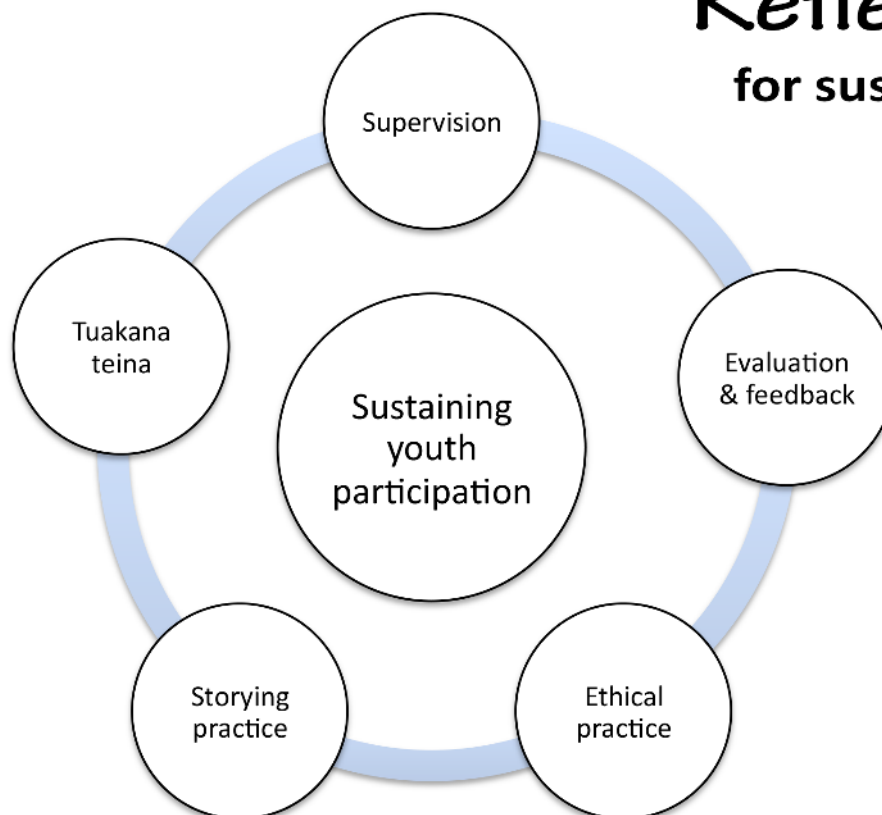 for
Supervision
Tuakana
teina
Evaluation
& feedback
Sustaining
youth
participation
Storying
practice
Ethical
practice